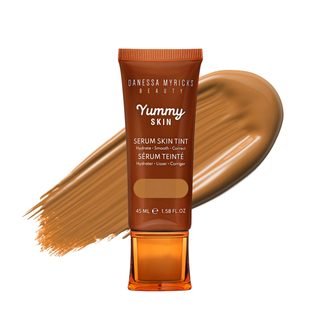 DANESSA MYRICKS
BEAUTY
Yummy
SKIN
SERUM SKIN TINT
Hydrate • Smooth • Correct
SÉRUM TEINTÉ
Hydrater • Lisser • Corriger
45 ML ℮ 1.58 FL.OZ